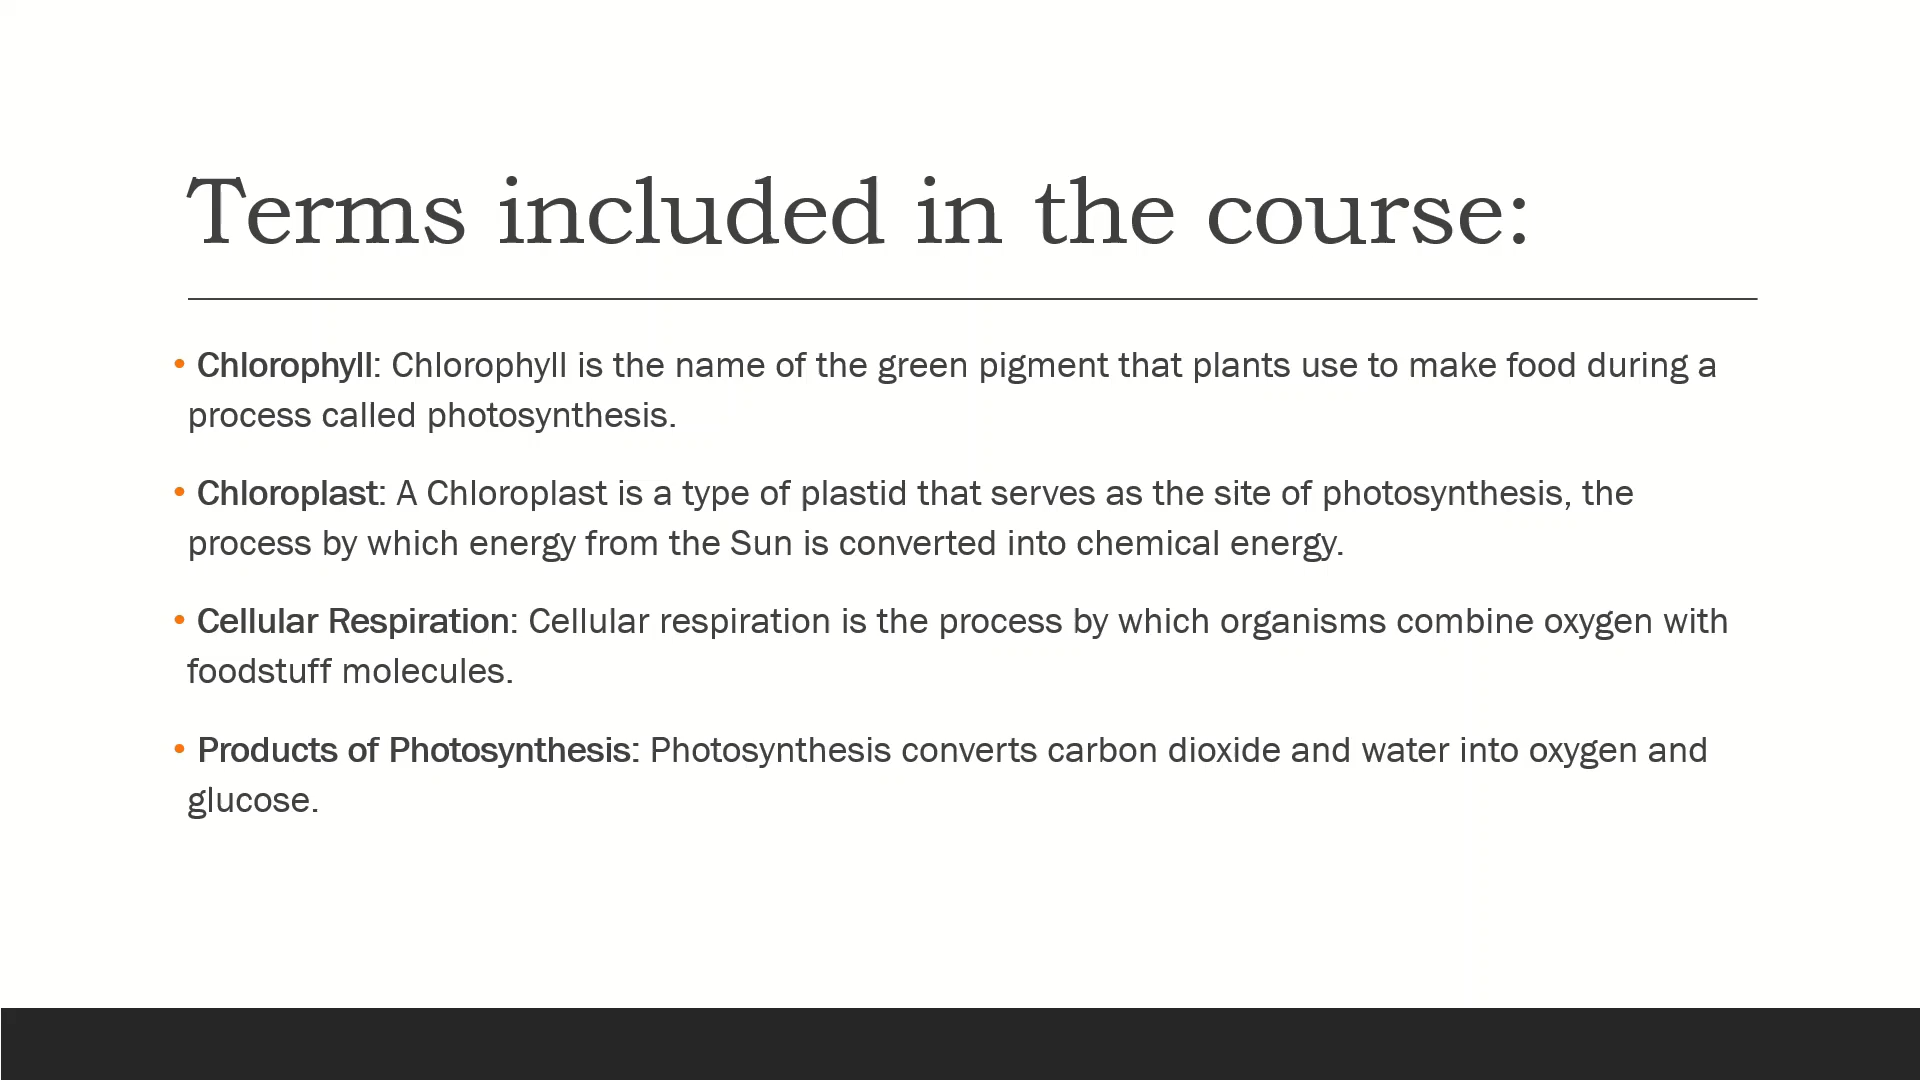 Terms included in the course:
• Chlorophyll: Chlorophyll is the name of the green pigment that plants use to make food during a
process called photosynthesis.
• Chloroplast: A Chloroplast is a type of plastid that serves as the site of photosynthesis, the
process by which energy from the Sun is converted into chemical energy.
• Cellular Respiration: Cellular respiration is the process by which organisms combine oxygen with
foodstuff molecules.
• Products of Photosynthesis: Photosynthesis converts carbon dioxide and water into oxygen and
glucose.